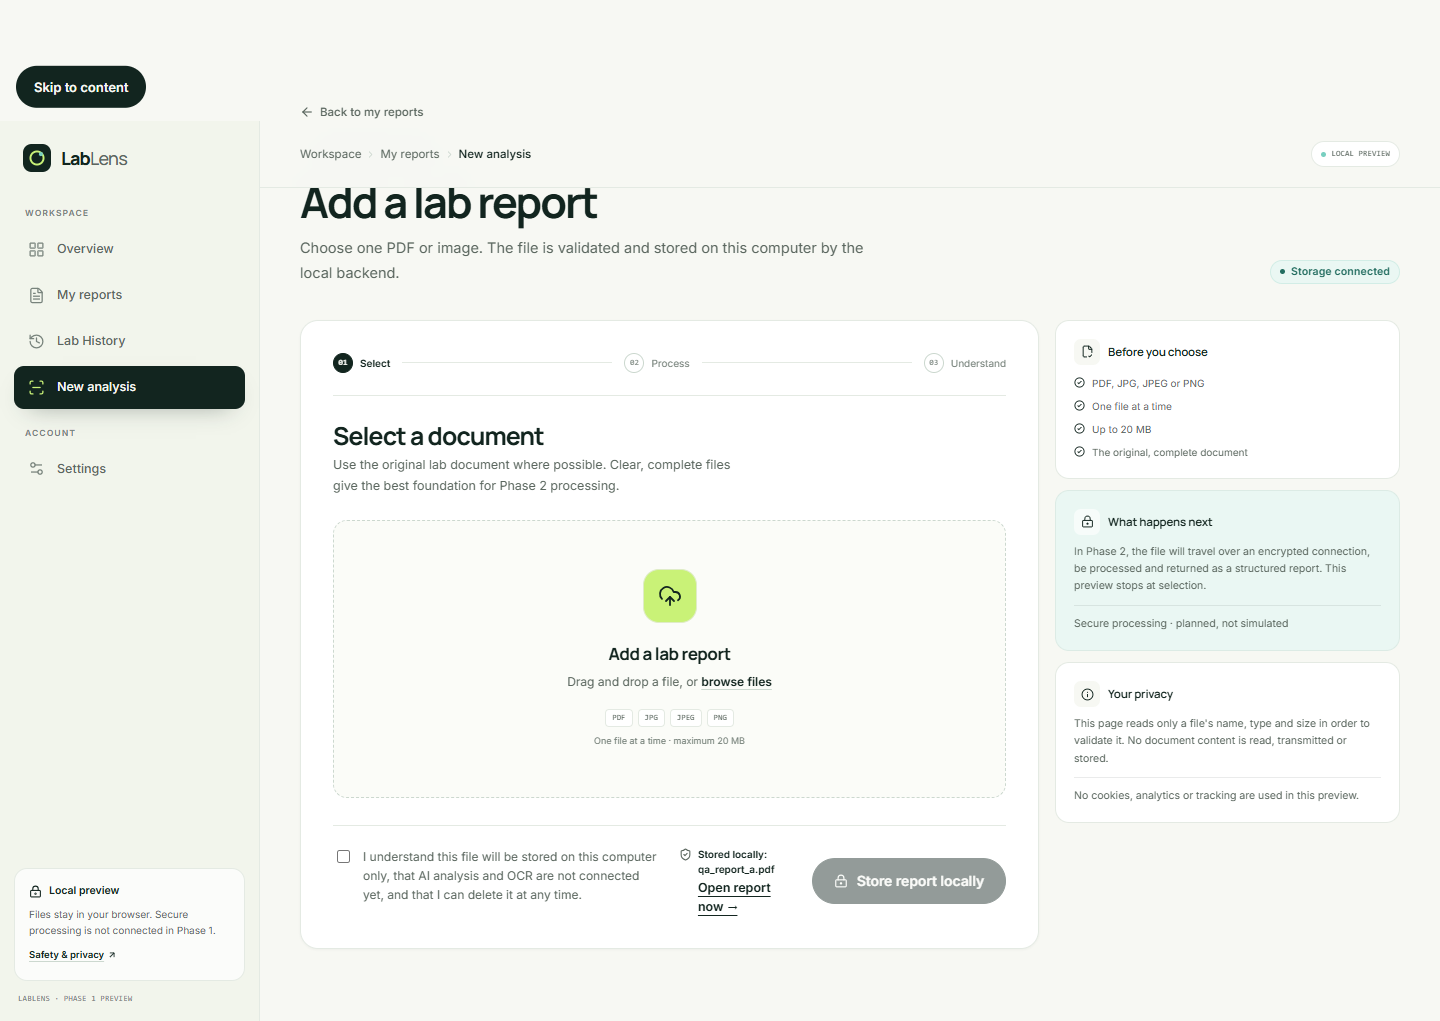 Skip to content
LabLens
WORKSPACE
Overview
My reports
Lab History
New analysis
ACCOUNT
Settings
Local preview
Files stay in your browser. Secure
processing is not connected in Phase 1.
Safety & privacy ↗
LABLENS · PHASE 1 PREVIEW
← Back to my reports
Workspace › My reports › New analysis
LOCAL PREVIEW
Add a lab report
Choose one PDF or image. The file is validated and stored on this computer by the
local backend.
Storage connected
01 Select
02 Process
03 Understand
Select a document
Use the original lab document where possible. Clear, complete files
give the best foundation for Phase 2 processing.
Add a lab report
Drag and drop a file, or browse files
PDF JPG JPEG PNG
One file at a time · maximum 20 MB
I understand this file will be stored on this computer
only, that AI analysis and OCR are not connected
yet, and that I can delete it at any time.
Stored locally:
qa_report_a.pdf
Open report
now →
Store report locally
Before you choose
PDF, JPG, JPEG or PNG
One file at a time
Up to 20 MB
The original, complete document
What happens next
In Phase 2, the file will travel over an encrypted connection,
be processed and returned as a structured report. This
preview stops at selection.
Secure processing · planned, not simulated
Your privacy
This page reads only a file's name, type and size in order to
validate it. No document content is read, transmitted or
stored.
No cookies, analytics or tracking are used in this preview.